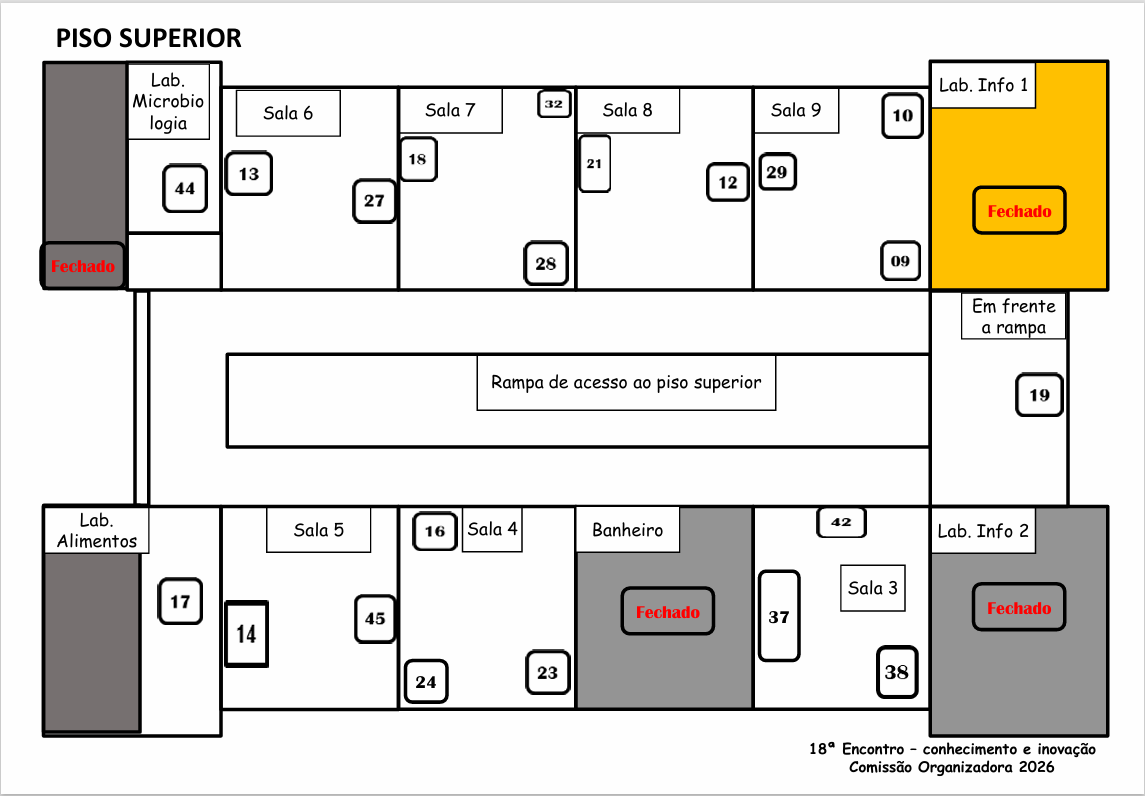 PISO SUPERIOR
Lab.
Microbio
logia
44
Fechado
Sala 6
13
27
Sala 7
32
18
28
Sala 8
21
12
Sala 9
10
29
09
Lab. Info 1
Fechado
Em frente
a rampa
19
Rampa de acesso ao piso superior
Lab.
Alimentos
17
Sala 5
14
45
16
Sala 4
24
23
Banheiro
Fechado
42
Sala 3
37
38
Lab. Info 2
Fechado
18ª Encontro – conhecimento e inovação
Comissão Organizadora 2026